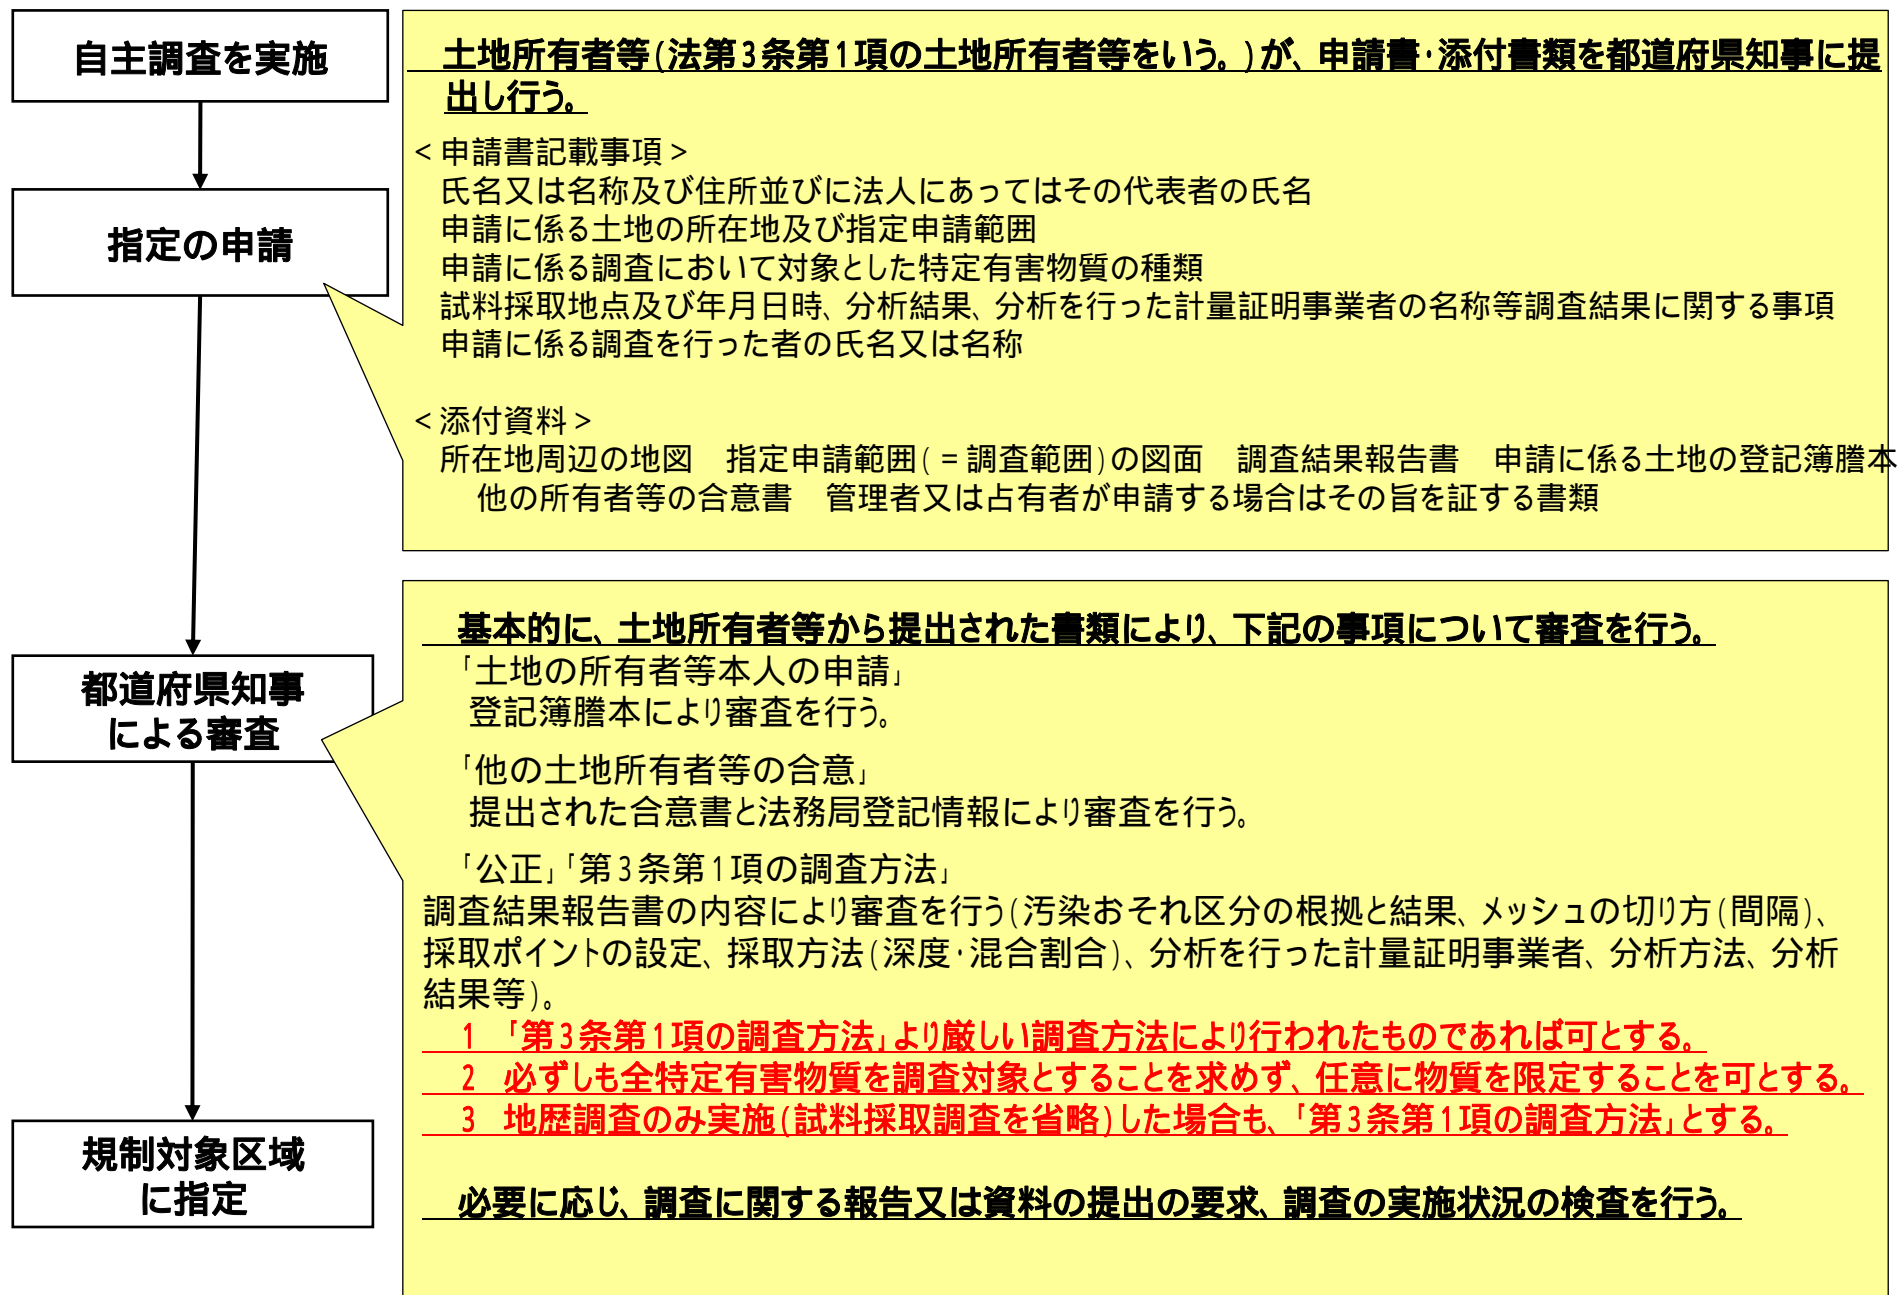 自主調査を実施
指定の申請
都道府県知事
による審査
規制対象区域
に指定
土地所有者等(法第3条第1項の土地所有者等をいう。)が、申請書・添付書類を都道府県知事に提
出し行う。
<申請書記載事項>
氏名又は名称及び住所並びに法人にあってはその代表者の氏名
申請に係る土地の所在地及び指定申請範囲
申請に係る調査において対象とした特定有害物質の種類
試料採取地点及び年月日時、分析結果、分析を行った計量証明事業者の名称等調査結果に関する事項
申請に係る調査を行った者の氏名又は名称
<添付資料>
所在地周辺の地図　指定申請範囲(=調査範囲)の図面　調査結果報告書　申請に係る土地の登記簿謄本
他の所有者等の合意書　管理者又は占有者が申請する場合はその旨を証する書類
基本的に、土地所有者等から提出された書類により、下記の事項について審査を行う。
「土地の所有者等本人の申請」
登記簿謄本により審査を行う。
「他の土地所有者等の合意」
提出された合意書と法務局登記情報により審査を行う。
「公正」「第3条第1項の調査方法」
調査結果報告書の内容により審査を行う(汚染おそれ区分の根拠と結果、メッシュの切り方(間隔)、
採取ポイントの設定、採取方法(深度・混合割合)、分析を行った計量証明事業者、分析方法、分析
結果等)。
1　「第3条第1項の調査方法」より厳しい調査方法により行われたものであれば可とする。
2　必ずしも全特定有害物質を調査対象とすることを求めず、任意に物質を限定することを可とする。
3　地歴調査のみ実施(試料採取調査を省略)した場合も、「第3条第1項の調査方法」とする。
必要に応じ、調査に関する報告又は資料の提出の要求、調査の実施状況の検査を行う。